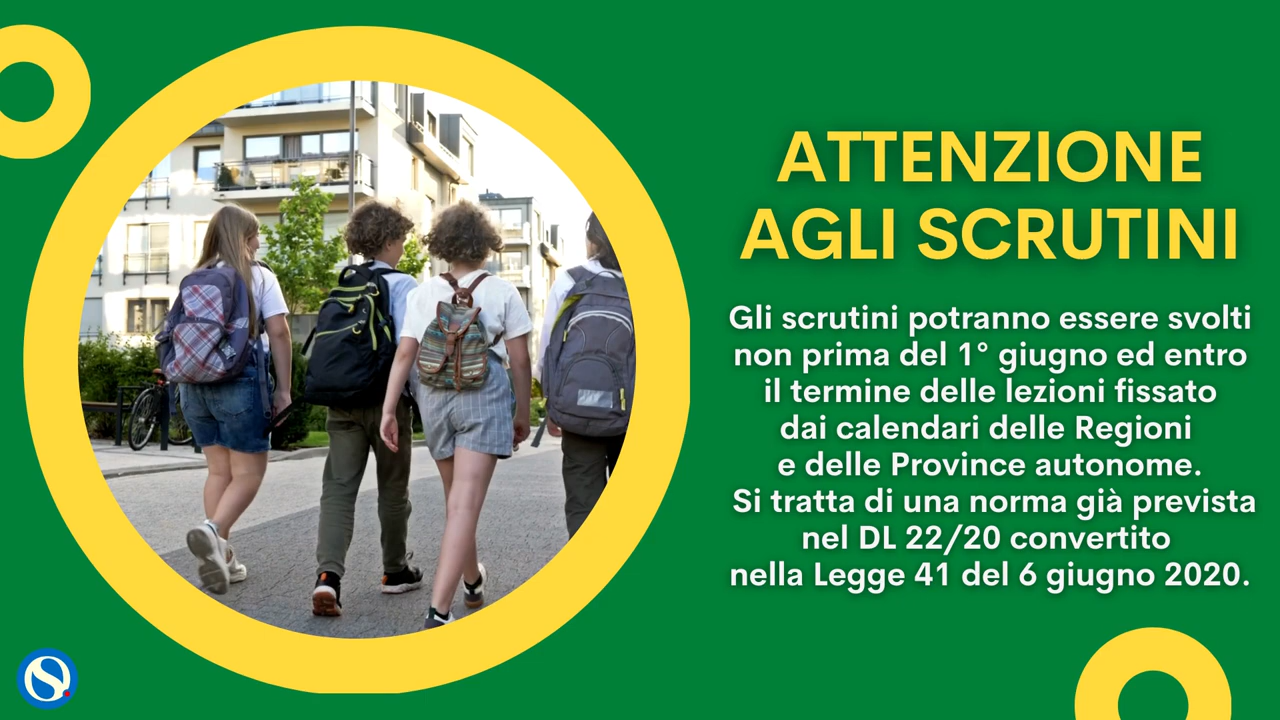 ATTENZIONE
AGLI SCRUTINI
Gli scrutini potranno essere svolti
non prima del 1° giugno ed entro
il termine delle lezioni fissato
dai calendari delle Regioni
e delle Province autonome.
Si tratta di una norma già prevista
nel DL 22/20 convertito
nella Legge 41 del 6 giugno 2020.
S